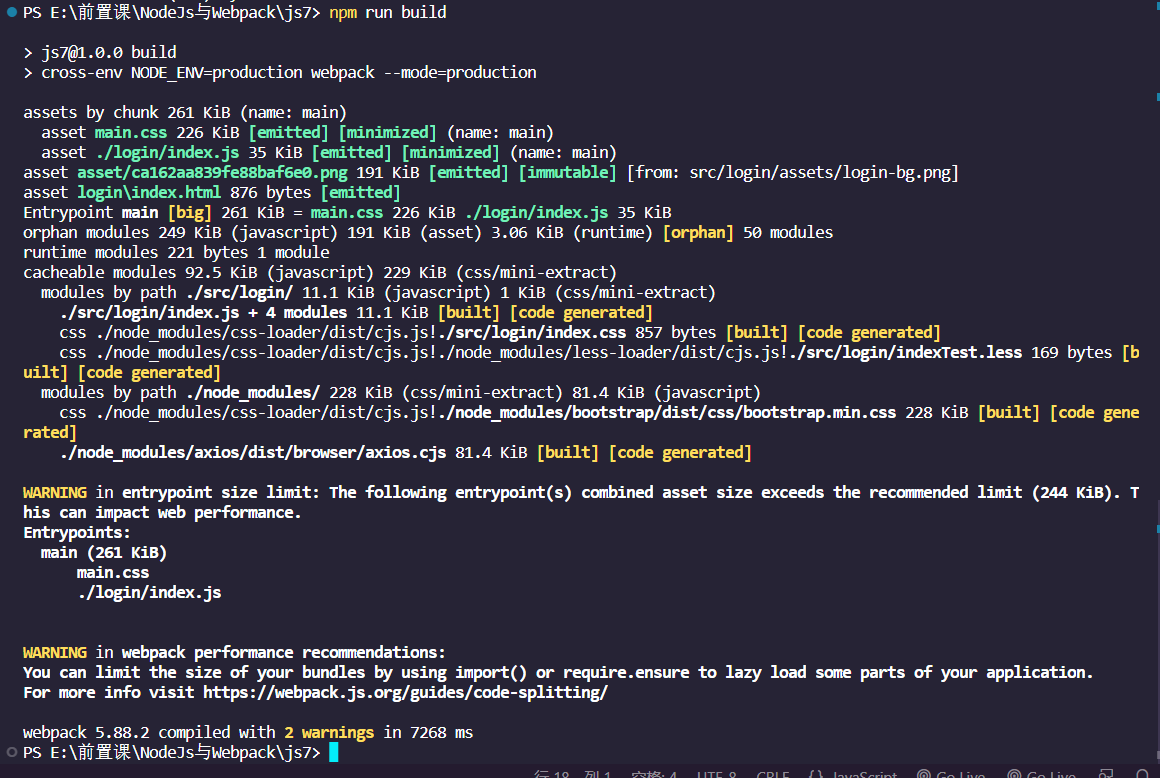 PS E:\前置课\NodeJs与Webpack\js7> npm run build
> js7@1.0.0 build
> cross-env NODE_ENV=production webpack --mode=production
assets by chunk 261 KiB (name: main)
asset main.css 226 KiB [emitted] [minimized] (name: main)
asset ./login/index.js 35 KiB [emitted] [minimized] (name: main)
asset asset/ca162aa839fe88baf6e0.png 191 KiB [emitted] [immutable] [from: src/login/assets/login-bg.png]
asset login\index.html 876 bytes [emitted]
Entrypoint main [big] 261 KiB = main.css 226 KiB ./login/index.js 35 KiB
orphan modules 249 KiB (javascript) 191 KiB (asset) 3.06 KiB (runtime) [orphan] 50 modules
runtime modules 221 bytes 1 module
cacheable modules 92.5 KiB (javascript) 229 KiB (css/mini-extract)
modules by path ./src/login/ 11.1 KiB (javascript) 1 KiB (css/mini-extract)
./src/login/index.js + 4 modules 11.1 KiB [built] [code generated]
css ./node_modules/css-loader/dist/cjs.js!./src/login/index.css 857 bytes [built] [code generated]
css ./node_modules/css-loader/dist/cjs.js!./node_modules/less-loader/dist/cjs.js!./src/login/indexTest.less 169 bytes [b
uilt] [code generated]
modules by path ./node_modules/ 228 KiB (css/mini-extract) 81.4 KiB (javascript)
css ./node_modules/css-loader/dist/cjs.js!./node_modules/bootstrap/dist/css/bootstrap.min.css 228 KiB [built] [code gene
rated]
./node_modules/axios/dist/browser/axios.cjs 81.4 KiB [built] [code generated]
WARNING in entrypoint size limit: The following entrypoint(s) combined asset size exceeds the recommended limit (244 KiB). T
his can impact web performance.
Entrypoints:
main (261 KiB)
main.css
./login/index.js
WARNING in webpack performance recommendations:
You can limit the size of your bundles by using import() or require.ensure to lazy load some parts of your application.
For more info visit https://webpack.js.org/guides/code-splitting/
webpack 5.88.2 compiled with 2 warnings in 7268 ms
PS E:\前置课\NodeJs与Webpack\js7>
行 18, 列 1 空格: 4 UTF-8 CRLF {} JavaScript Go Live Go Live